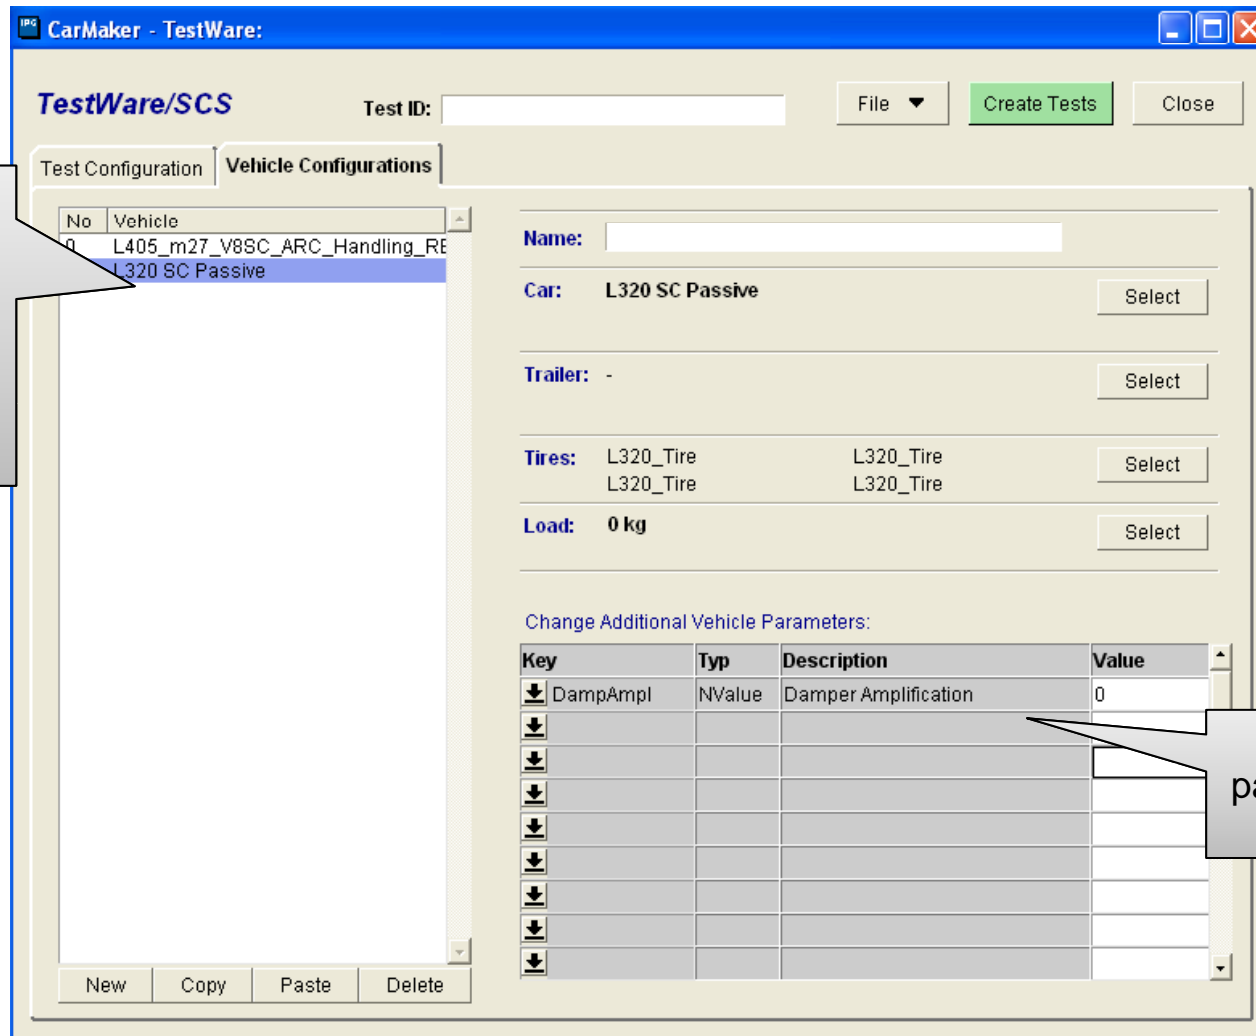 IPG CarMaker - TestWare:
TestWare/SCS Test ID: File Create Tests Close
Test Configuration Vehicle Configurations
No Vehicle
0 L405_m27_V8SC_ARC_Handling_RE
L320 SC Passive
Name:
Car: L320 SC Passive Select
Trailer: - Select
Tires: L320_Tire L320_Tire Select
L320_Tire L320_Tire
Load: 0 kg Select
Change Additional Vehicle Parameters:
Key Typ Description Value
DampAmpl NValue Damper Amplification 0
pa
New Copy Paste Delete